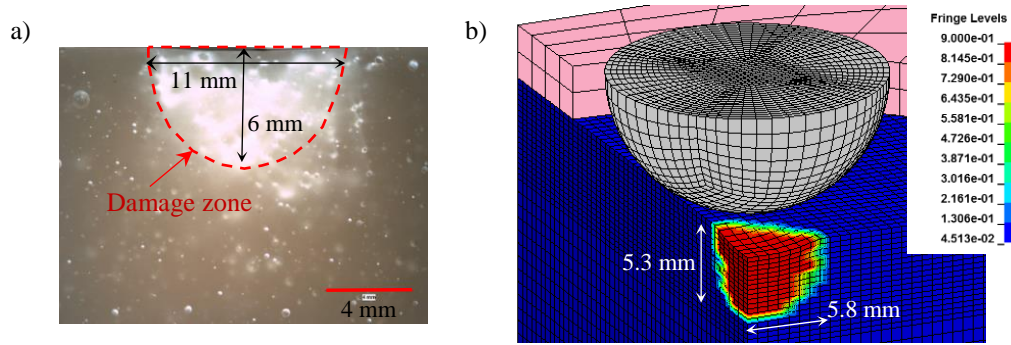 a)
11 mm
6 mm
Damage zone
4 mm
b)
5.3 mm
5.8 mm
Fringe Levels
9.000e-01
8.145e-01
7.290e-01
6.435e-01
5.581e-01
4.726e-01
3.871e-01
3.016e-01
2.161e-01
1.306e-01
4.513e-02